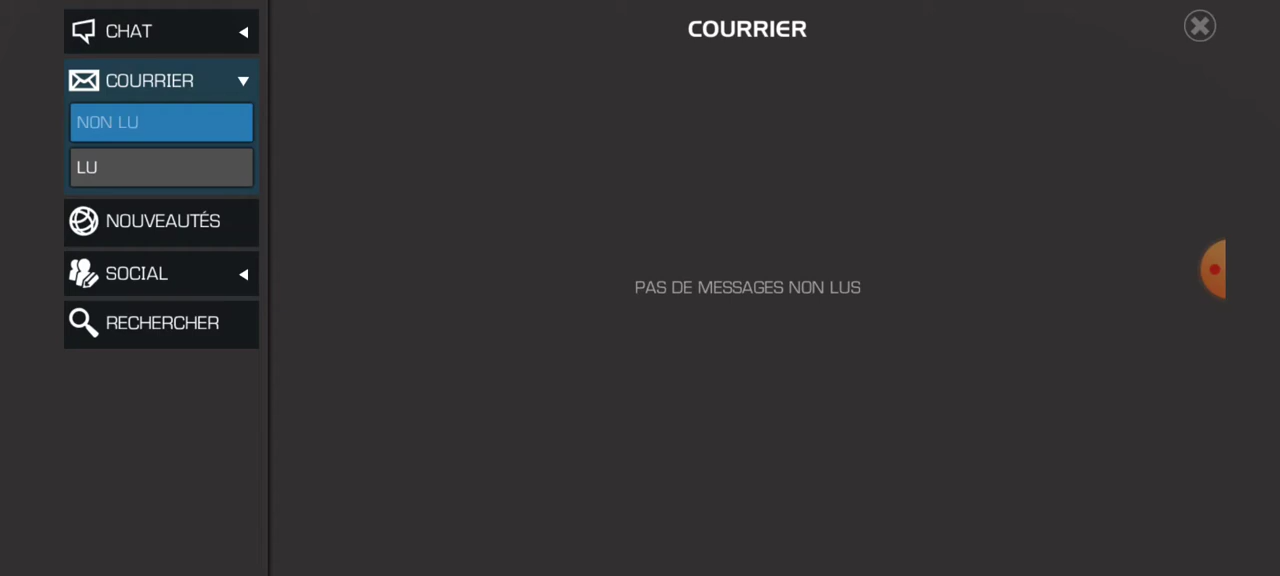 CHAT
COURRIER
NON LU
LU
NOUVEAUTÉS
SOCIAL
RECHERCHER
COURRIER
PAS DE MESSAGES NON LUS